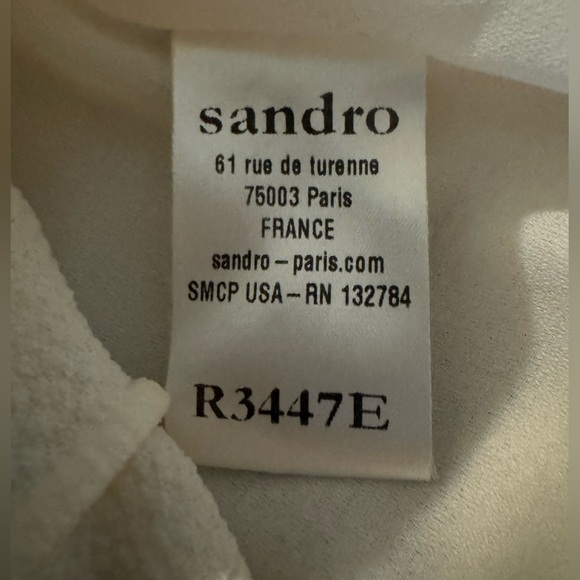 sandro
61 rue de turenne
75003 Paris
FRANCE
sandro-paris.com
SMCP USA-RN 132784
R3447E